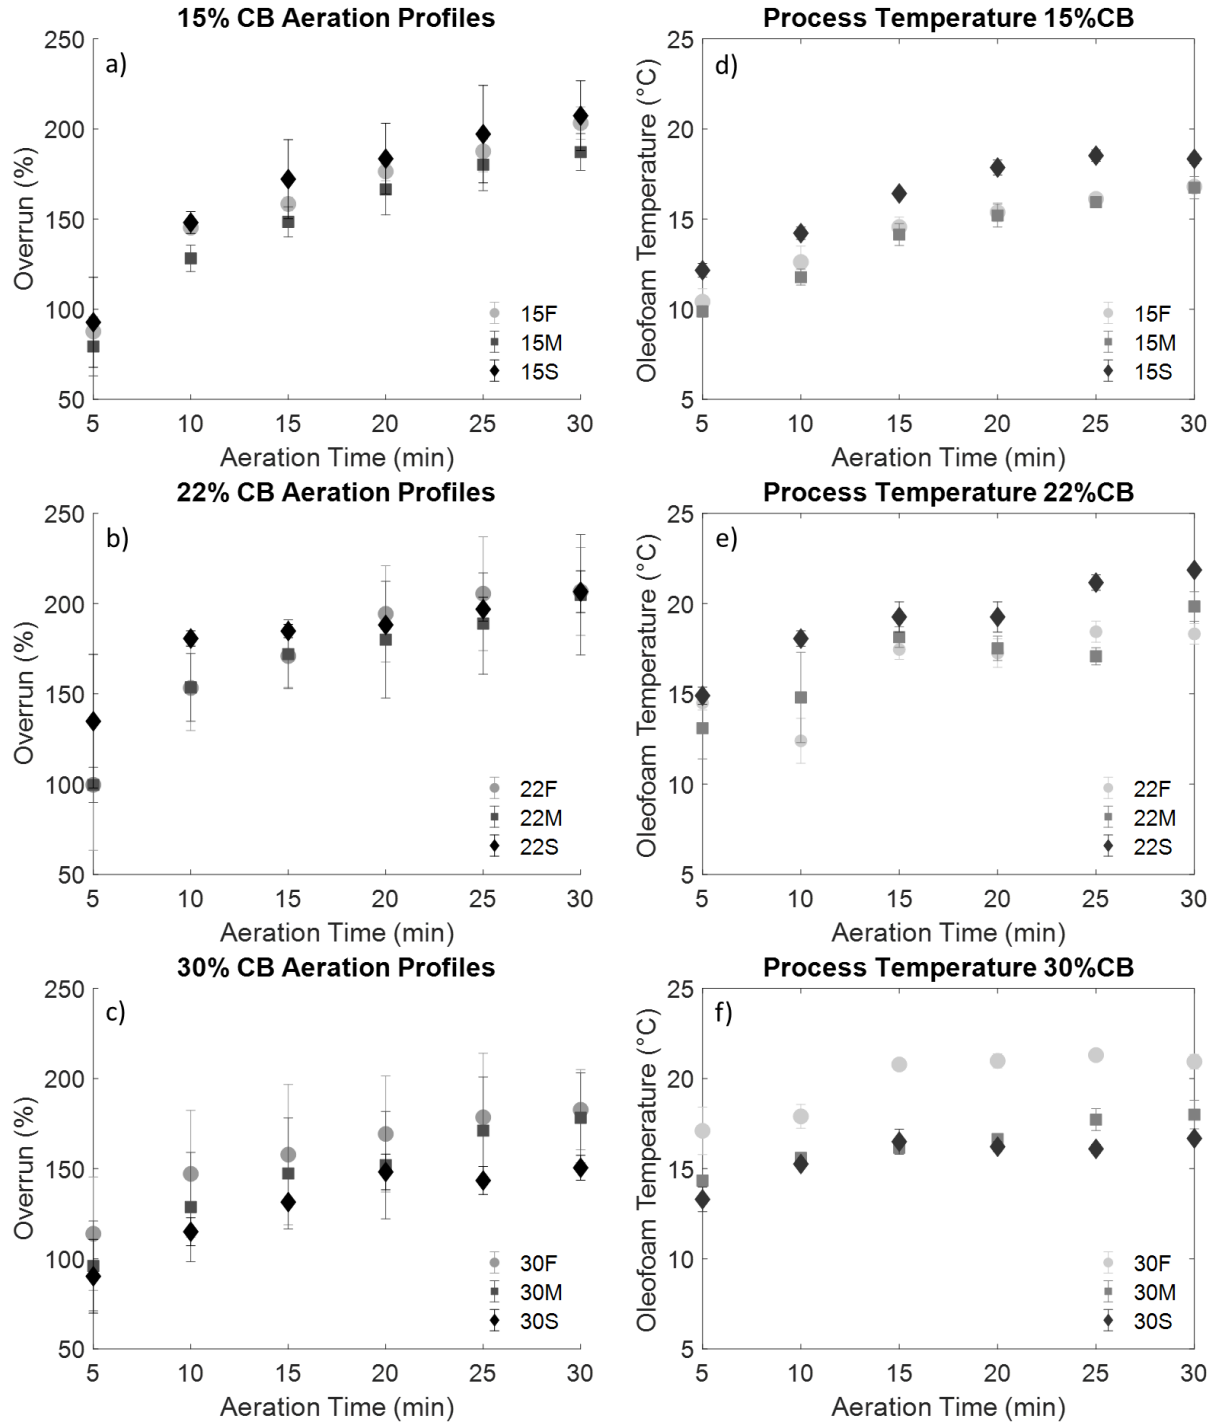 15% CB Aeration Profiles
a)
250
200
150
100
50
Overrun (%)
15F
15M
15S
5 10 15 20 25 30
Aeration Time (min)
Process Temperature 15%CB
d)
25
20
15
10
5
Oleofoam Temperature (°C)
15F
15M
15S
5 10 15 20 25 30
Aeration Time (min)
22% CB Aeration Profiles
b)
250
200
150
100
50
Overrun (%)
22F
22M
22S
5 10 15 20 25 30
Aeration Time (min)
Process Temperature 22%CB
e)
25
20
15
10
5
Oleofoam Temperature (°C)
22F
22M
22S
5 10 15 20 25 30
Aeration Time (min)
30% CB Aeration Profiles
c)
250
200
150
100
50
Overrun (%)
30F
30M
30S
5 10 15 20 25 30
Aeration Time (min)
Process Temperature 30%CB
f)
25
20
15
10
5
Oleofoam Temperature (°C)
30F
30M
30S
5 10 15 20 25 30
Aeration Time (min)